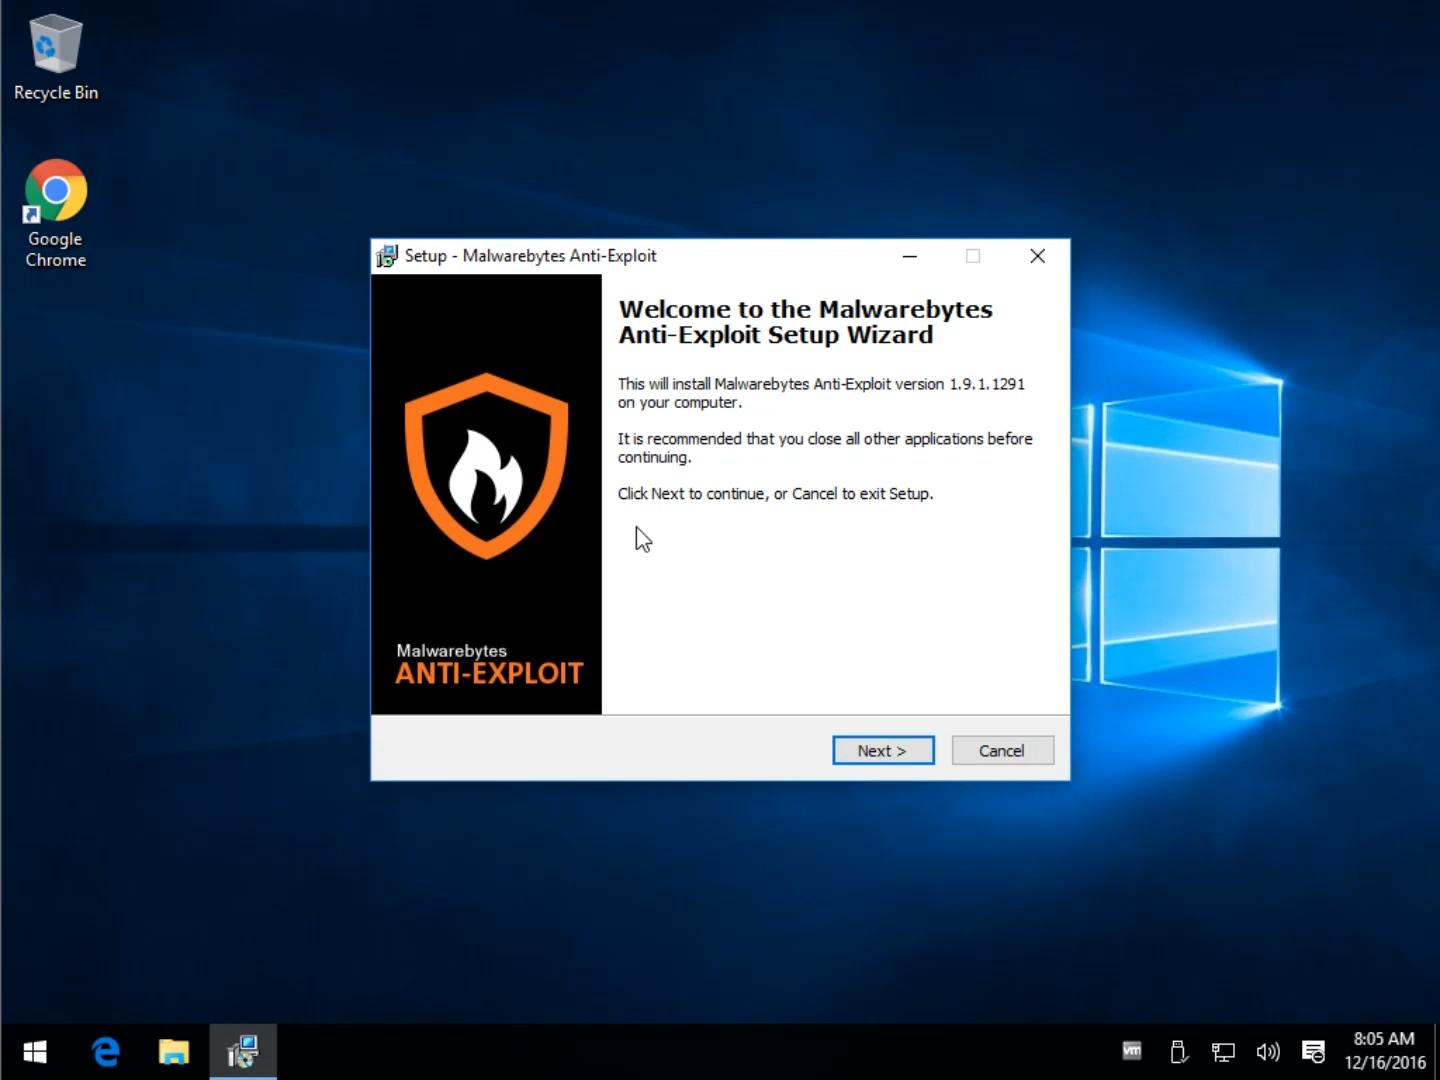 Recycle Bin
Google
Chrome
Setup - Malwarebytes Anti-Exploit
Welcome to the Malwarebytes
Anti-Exploit Setup Wizard
This will install Malwarebytes Anti-Exploit version 1.9.1.1291
on your computer.
It is recommended that you close all other applications before
continuing.
Click Next to continue, or Cancel to exit Setup.
Malwarebytes
ANTI-EXPLOIT
Next >
Cancel
vm
8:05 AM
12/16/2016